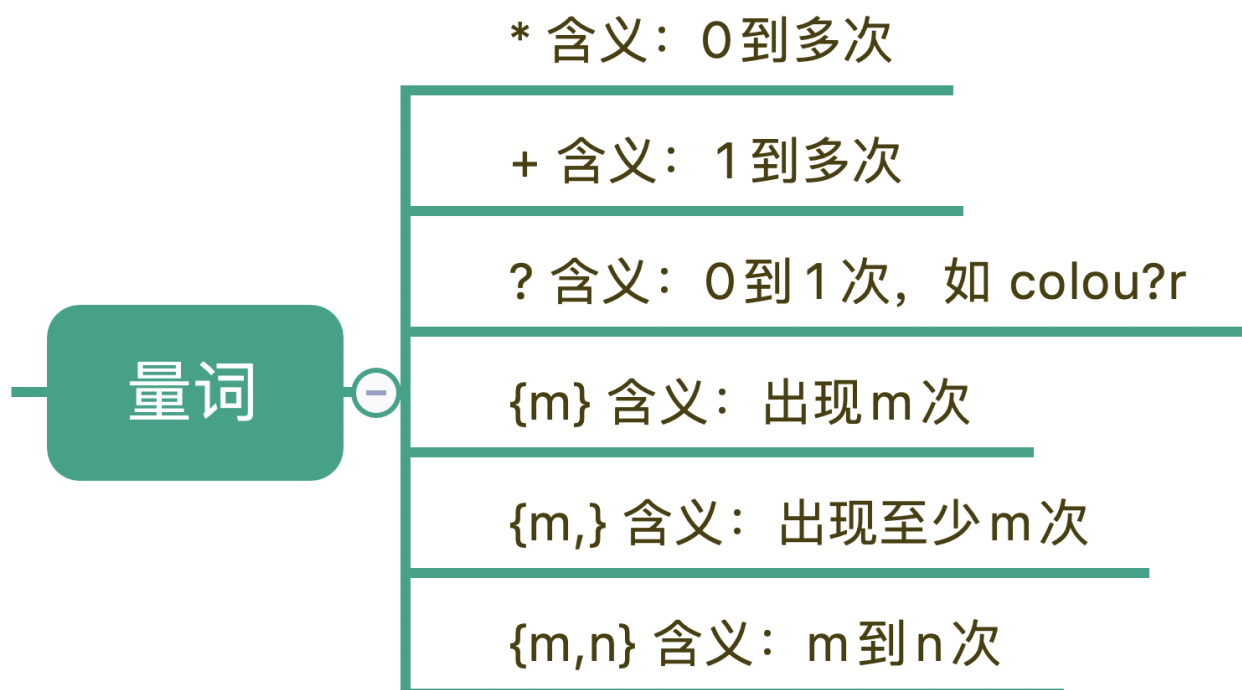 * 含义：0到多次
+ 含义：1到多次
? 含义：0到1次，如 colou?r
量词
{m} 含义：出现m次
{m,} 含义：出现至少m次
{m,n} 含义：m到n次